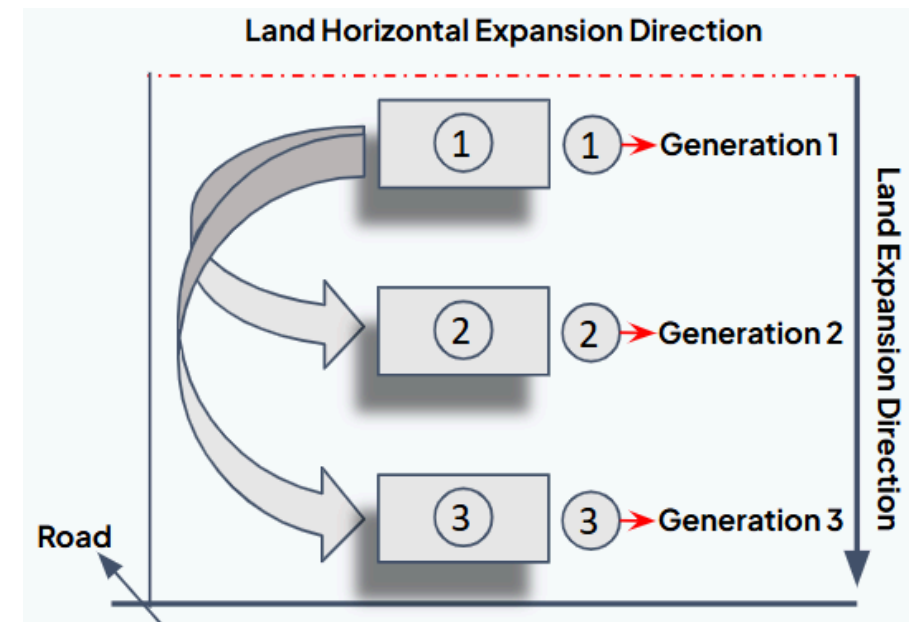 Land Horizontal Expansion Direction
1
1
Generation 1
2
2
Generation 2
3
3
Generation 3
Land Expansion Direction
Road